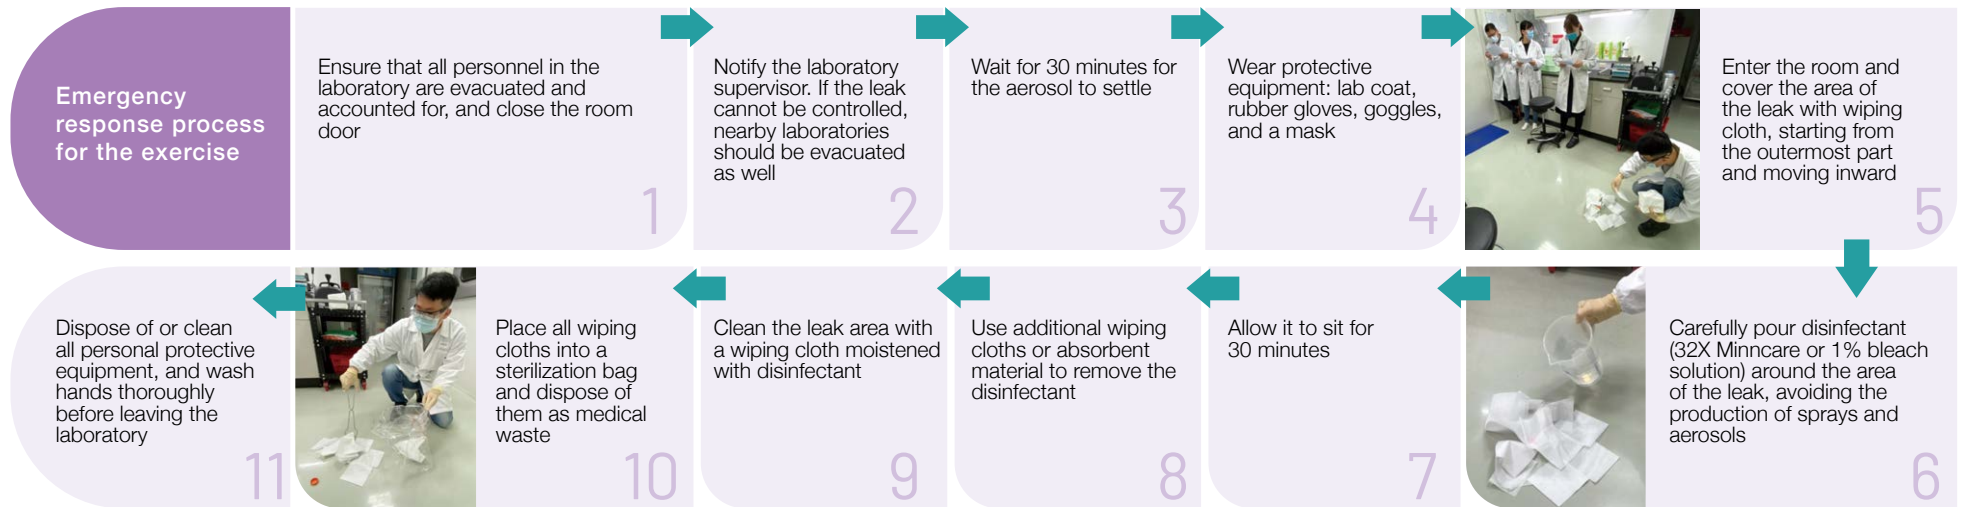 Emergency
response process
for the exercise
Ensure that all personnel in the
laboratory are evacuated and
accounted for, and close the room
door
1
Notify the laboratory
supervisor. If the leak
cannot be controlled,
nearby laboratories
should be evacuated
as well
2
Wait for 30 minutes for
the aerosol to settle
3
Wear protective
equipment: lab coat,
rubber gloves, goggles,
and a mask
4
Enter the room and
cover the area of
the leak with wiping
cloth, starting from
the outermost part
and moving inward
5
Carefully pour disinfectant
(32X Minncare or 1% bleach
solution) around the area
of the leak, avoiding the
production of sprays and
aerosols
6
Allow it to sit for
30 minutes
7
Use additional wiping
cloths or absorbent
material to remove the
disinfectant
8
Clean the leak area with
a wiping cloth moistened
with disinfectant
9
Place all wiping
cloths into a
sterilization bag
and dispose of
them as medical
waste
10
Dispose of or clean
all personal protective
equipment, and wash
hands thoroughly
before leaving the
laboratory
11